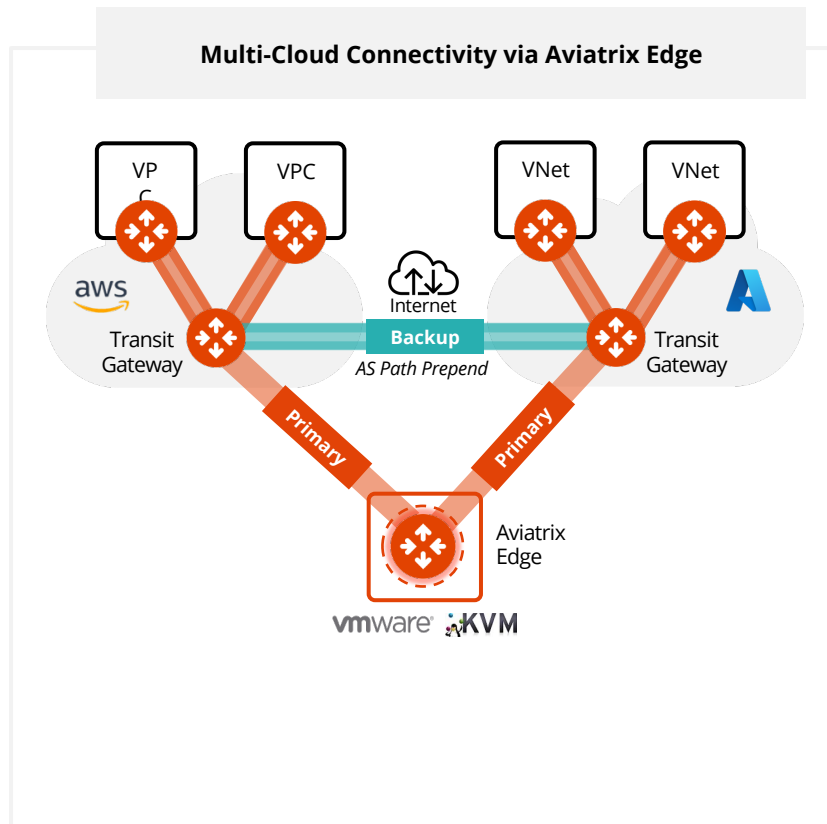 Multi-Cloud Connectivity via Aviatrix Edge
VP
C
VPC
VNet
VNet
aws
Internet
Transit
Gateway
Backup
AS Path Prepend
Transit
Gateway
Primary
Primary
Aviatrix
Edge
vmware
KVM